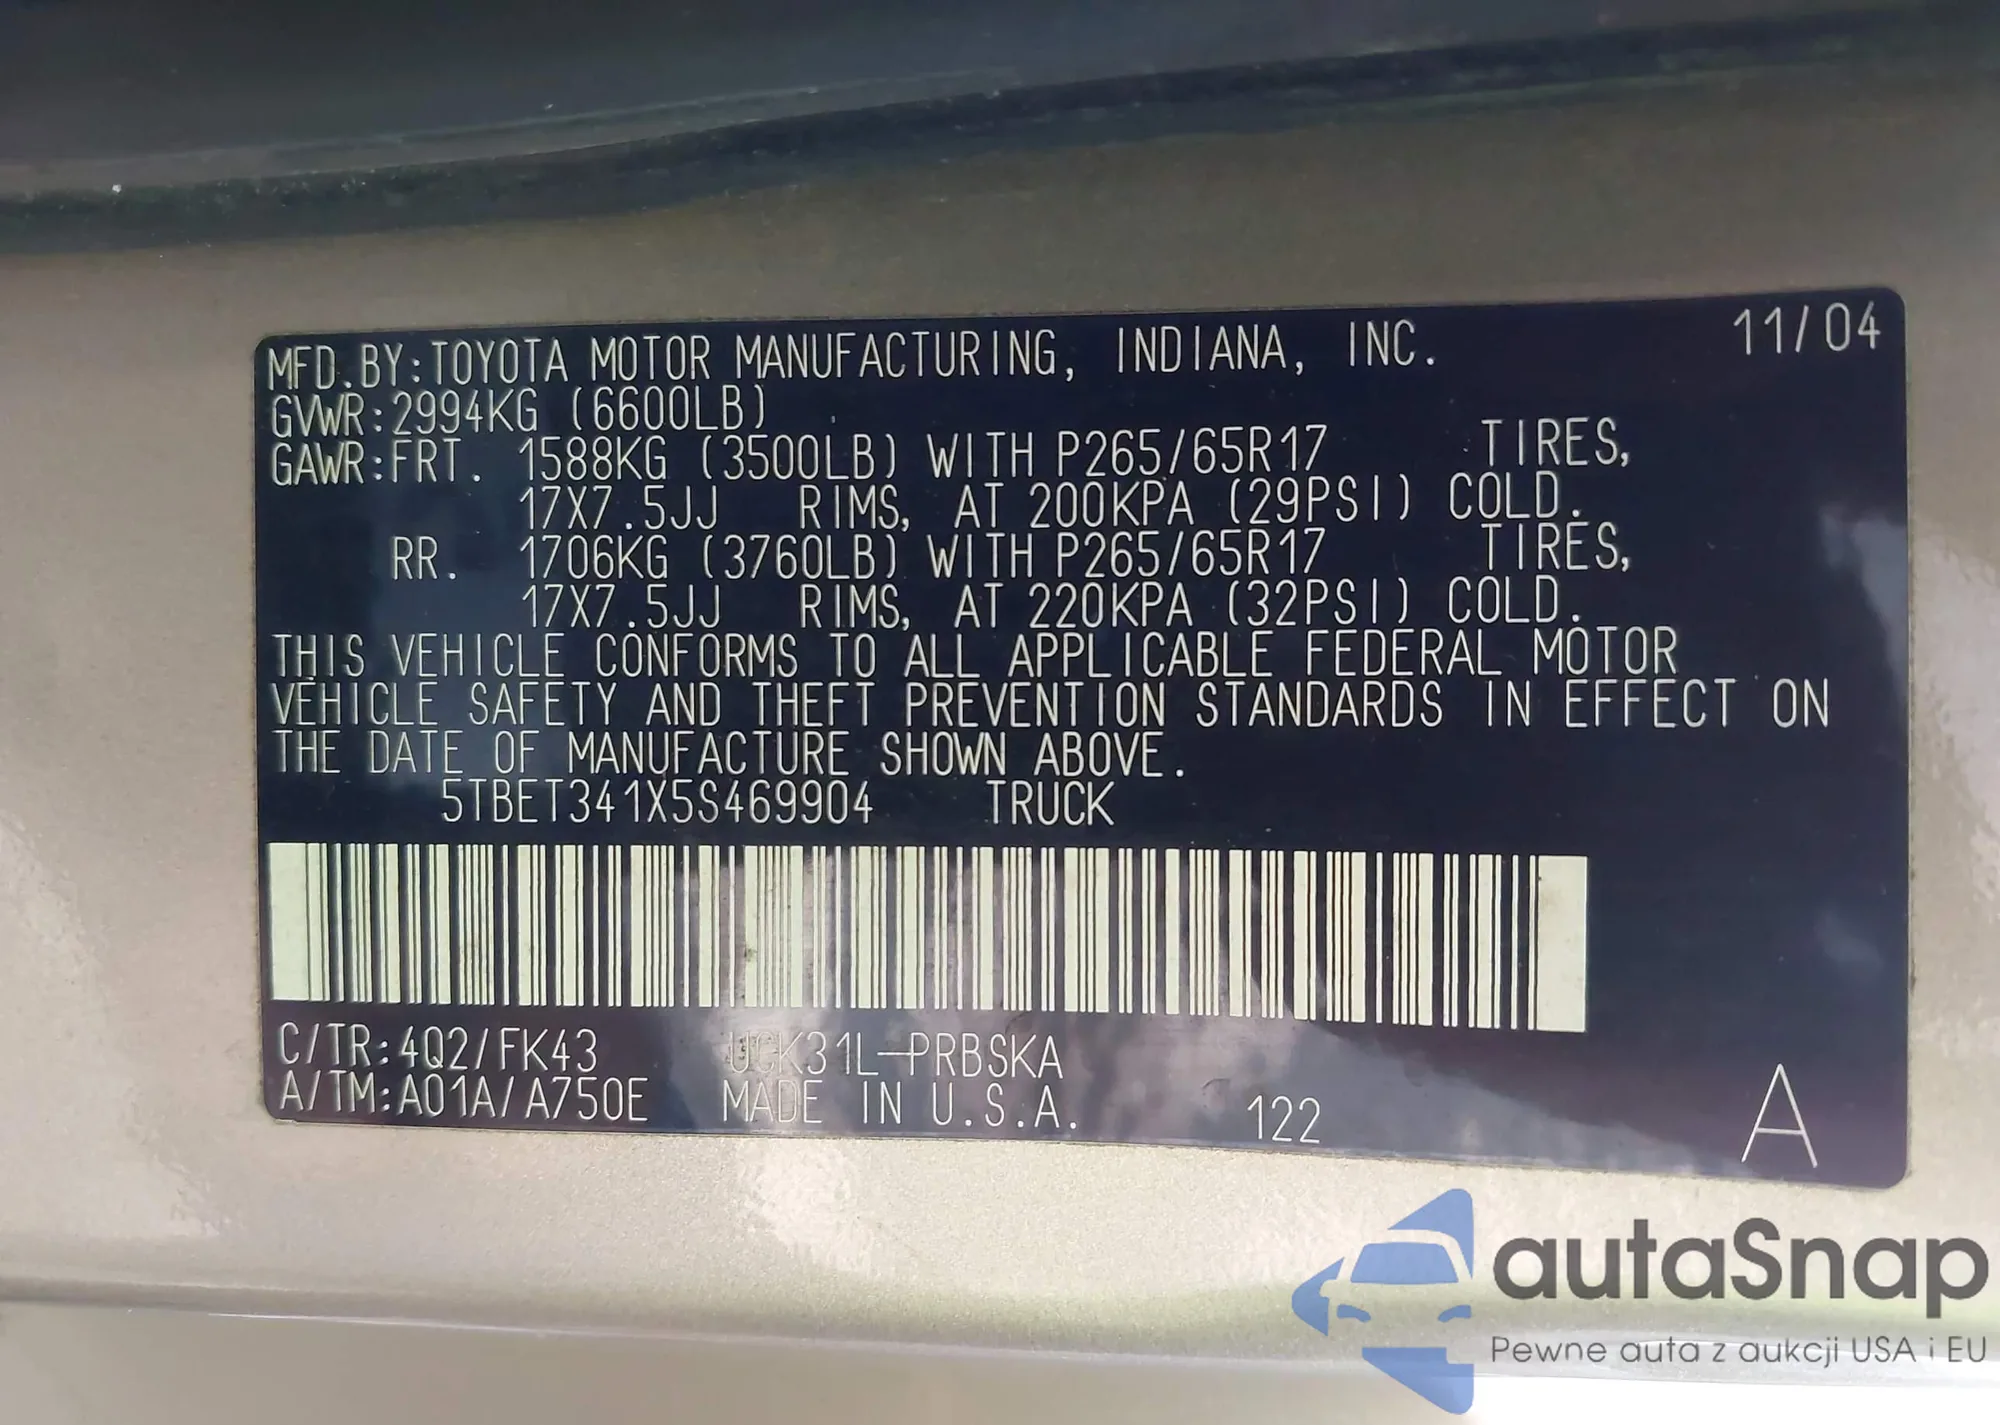 MFD.BY:TOYOTA MOTOR MANUFACTURING, INDIANA, INC. 11/04
GVWR:2994KG (6600LB)
GAWR:FRT. 1588KG (3500LB) WITH P265/65R17 TIRES,
17X7.5JJ RIMS, AT 200KPA (29PSI) COLD.
RR. 1706KG (3760LB) WITH P265/65R17 TIRES,
17X7.5JJ RIMS, AT 220KPA (32PSI) COLD.
THIS VEHICLE CONFORMS TO ALL APPLICABLE FEDERAL MOTOR
VEHICLE SAFETY AND THEFT PREVENTION STANDARDS IN EFFECT ON
THE DATE OF MANUFACTURE SHOWN ABOVE.
5TBET341X5S469904 TRUCK
C/TR:4Q2/FK43 UCK31L-PRBSKA
A/TM:A01A/A750E MADE IN U.S.A. 122 A
autaSnap
Pewne auta z aukcji USA i EU